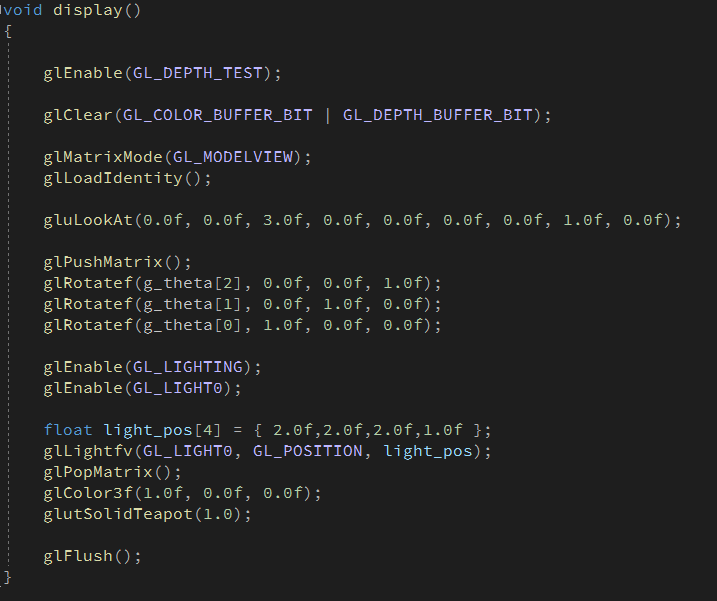 void display()
{
glEnable(GL_DEPTH_TEST);
glClear(GL_COLOR_BUFFER_BIT | GL_DEPTH_BUFFER_BIT);
glMatrixMode(GL_MODELVIEW);
glLoadIdentity();
gluLookAt(0.0f, 0.0f, 3.0f, 0.0f, 0.0f, 0.0f, 0.0f, 1.0f, 0.0f);
glPushMatrix();
glRotatef(g_theta[2], 0.0f, 0.0f, 1.0f);
glRotatef(g_theta[1], 0.0f, 1.0f, 0.0f);
glRotatef(g_theta[0], 1.0f, 0.0f, 0.0f);
glEnable(GL_LIGHTING);
glEnable(GL_LIGHT0);
float light_pos[4] = { 2.0f,2.0f,2.0f,1.0f };
glLightfv(GL_LIGHT0, GL_POSITION, light_pos);
glPopMatrix();
glColor3f(1.0f, 0.0f, 0.0f);
glutSolidTeapot(1.0);
glFlush();
}